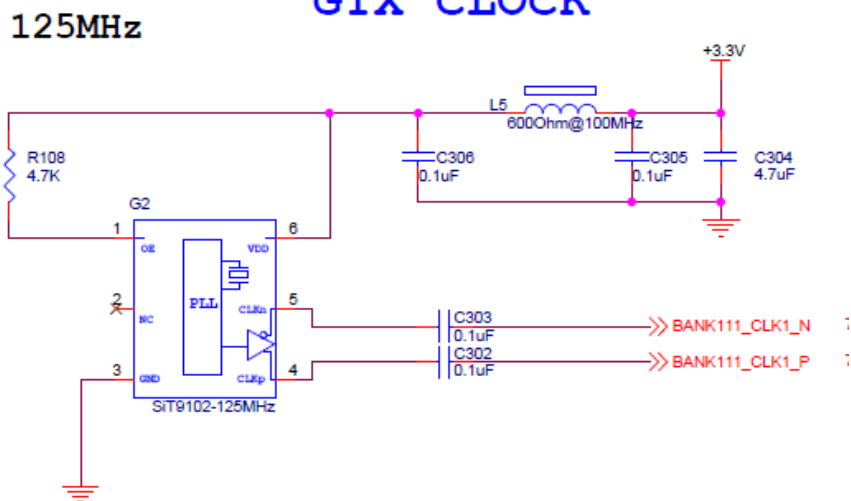 GTX CLOCK
125MHz
+3.3V
L5
600Ohm@100MHz
R108
4.7K
C306
0.1uF
C305
0.1uF
C304
4.7uF
G2
1
6
OE
VDD
2
5
PLL
NC
CLKn
C303
0.1uF
BANK111_CLK1_N
3
4
GND
CLKp
C302
0.1uF
BANK111_CLK1_P
SiT9102-125MHz